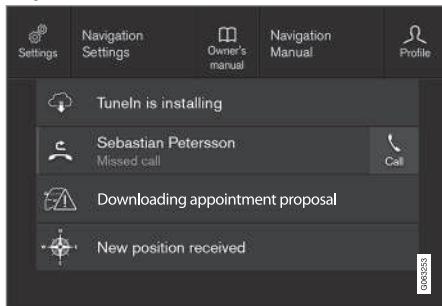 Settings
Navigation
Settings
Owner's
manual
Navigation
Manual
Profile
TuneIn is installing
Sebastian Petersson
Missed call
Call
Downloading appointment proposal
New position received
G063253